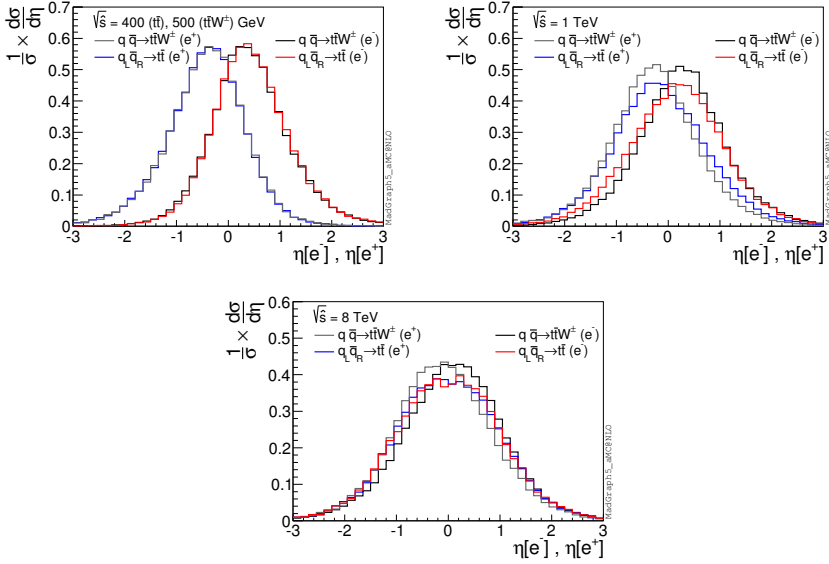 √ŝ = 400 (tt̄), 500 (tt̄W±) GeV
q q̄→tt̄W± (e+)
q q̄→tt̄W± (e-)
qL q̄R→tt̄ (e+)
qL q̄R→tt̄ (e-)
1/σ × dσ/dη
0.7
0.6
0.5
0.4
0.3
0.2
0.1
0
-3 -2 -1 0 1 2 3
η[e-] , η[e+]
MadGraph5_aMC@NLO
√ŝ = 1 TeV
q q̄→tt̄W± (e+)
q q̄→tt̄W± (e-)
qL q̄R→tt̄ (e+)
qL q̄R→tt̄ (e-)
1/σ × dσ/dη
0.7
0.6
0.5
0.4
0.3
0.2
0.1
0
-3 -2 -1 0 1 2 3
η[e-] , η[e+]
MadGraph5_aMC@NLO
√ŝ = 8 TeV
q q̄→tt̄W± (e+)
q q̄→tt̄W± (e-)
qL q̄R→tt̄ (e+)
qL q̄R→tt̄ (e-)
1/σ × dσ/dη
0.6
0.5
0.4
0.3
0.2
0.1
0
-3 -2 -1 0 1 2 3
η[e-] , η[e+]
MadGraph5_aMC@NLO